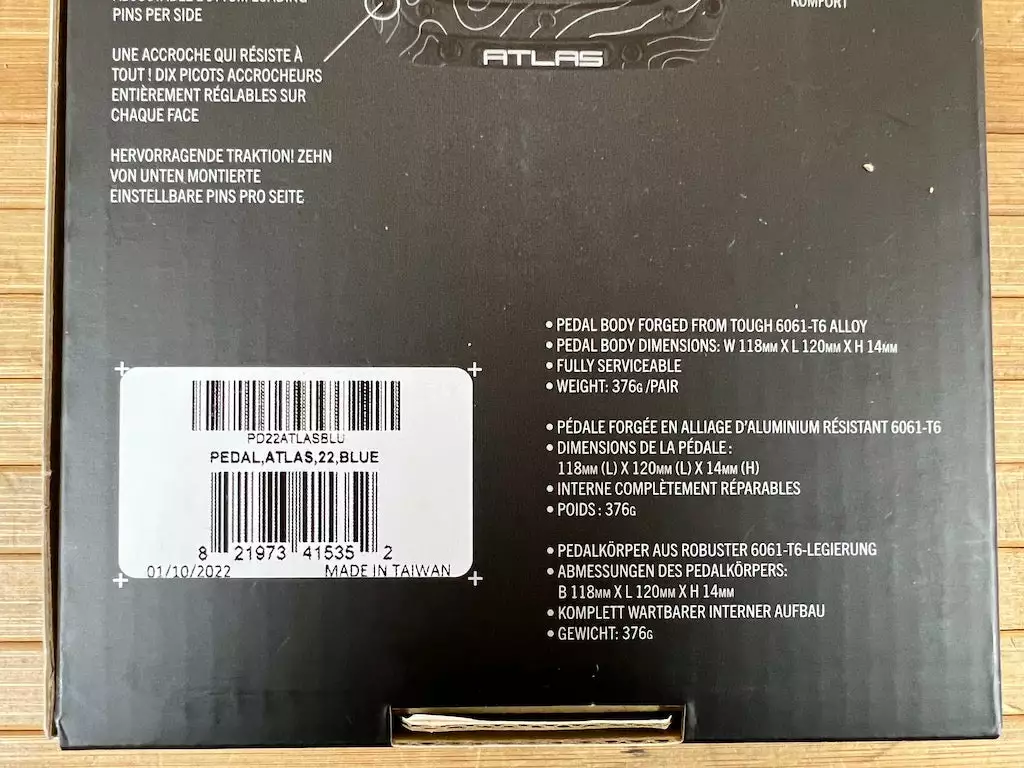 PINS PER SIDE
UNE ACCROCHE QUI RÉSISTE À
TOUT ! DIX PICOTS ACCROCHEURS
ENTIÈREMENT RÉGLABLES SUR
CHAQUE FACE
HERVORRAGENDE TRAKTION! ZEHN
VON UNTEN MONTIERTE
EINSTELLBARE PINS PRO SEITE
ATLAS
KOMFORT
PD22ATLASBLU
PEDAL,ATLAS,22,BLUE
8 21973 41535 2
01/10/2022 MADE IN TAIWAN
• PEDAL BODY FORGED FROM TOUGH 6061-T6 ALLOY
• PEDAL BODY DIMENSIONS: W 118MM X L 120MM X H 14MM
• FULLY SERVICEABLE
• WEIGHT: 376G /PAIR
• PÉDALE FORGÉE EN ALLIAGE D'ALUMINIUM RÉSISTANT 6061-T6
• DIMENSIONS DE LA PÉDALE :
118MM (L) X 120MM (L) X 14MM (H)
• INTERNE COMPLÈTEMENT RÉPARABLES
• POIDS : 376G
• PEDALKÖRPER AUS ROBUSTER 6061-T6-LEGIERUNG
• ABMESSUNGEN DES PEDALKÖRPERS:
B 118MM X L 120MM X H 14MM
• KOMPLETT WARTBARER INTERNER AUFBAU
• GEWICHT: 376G